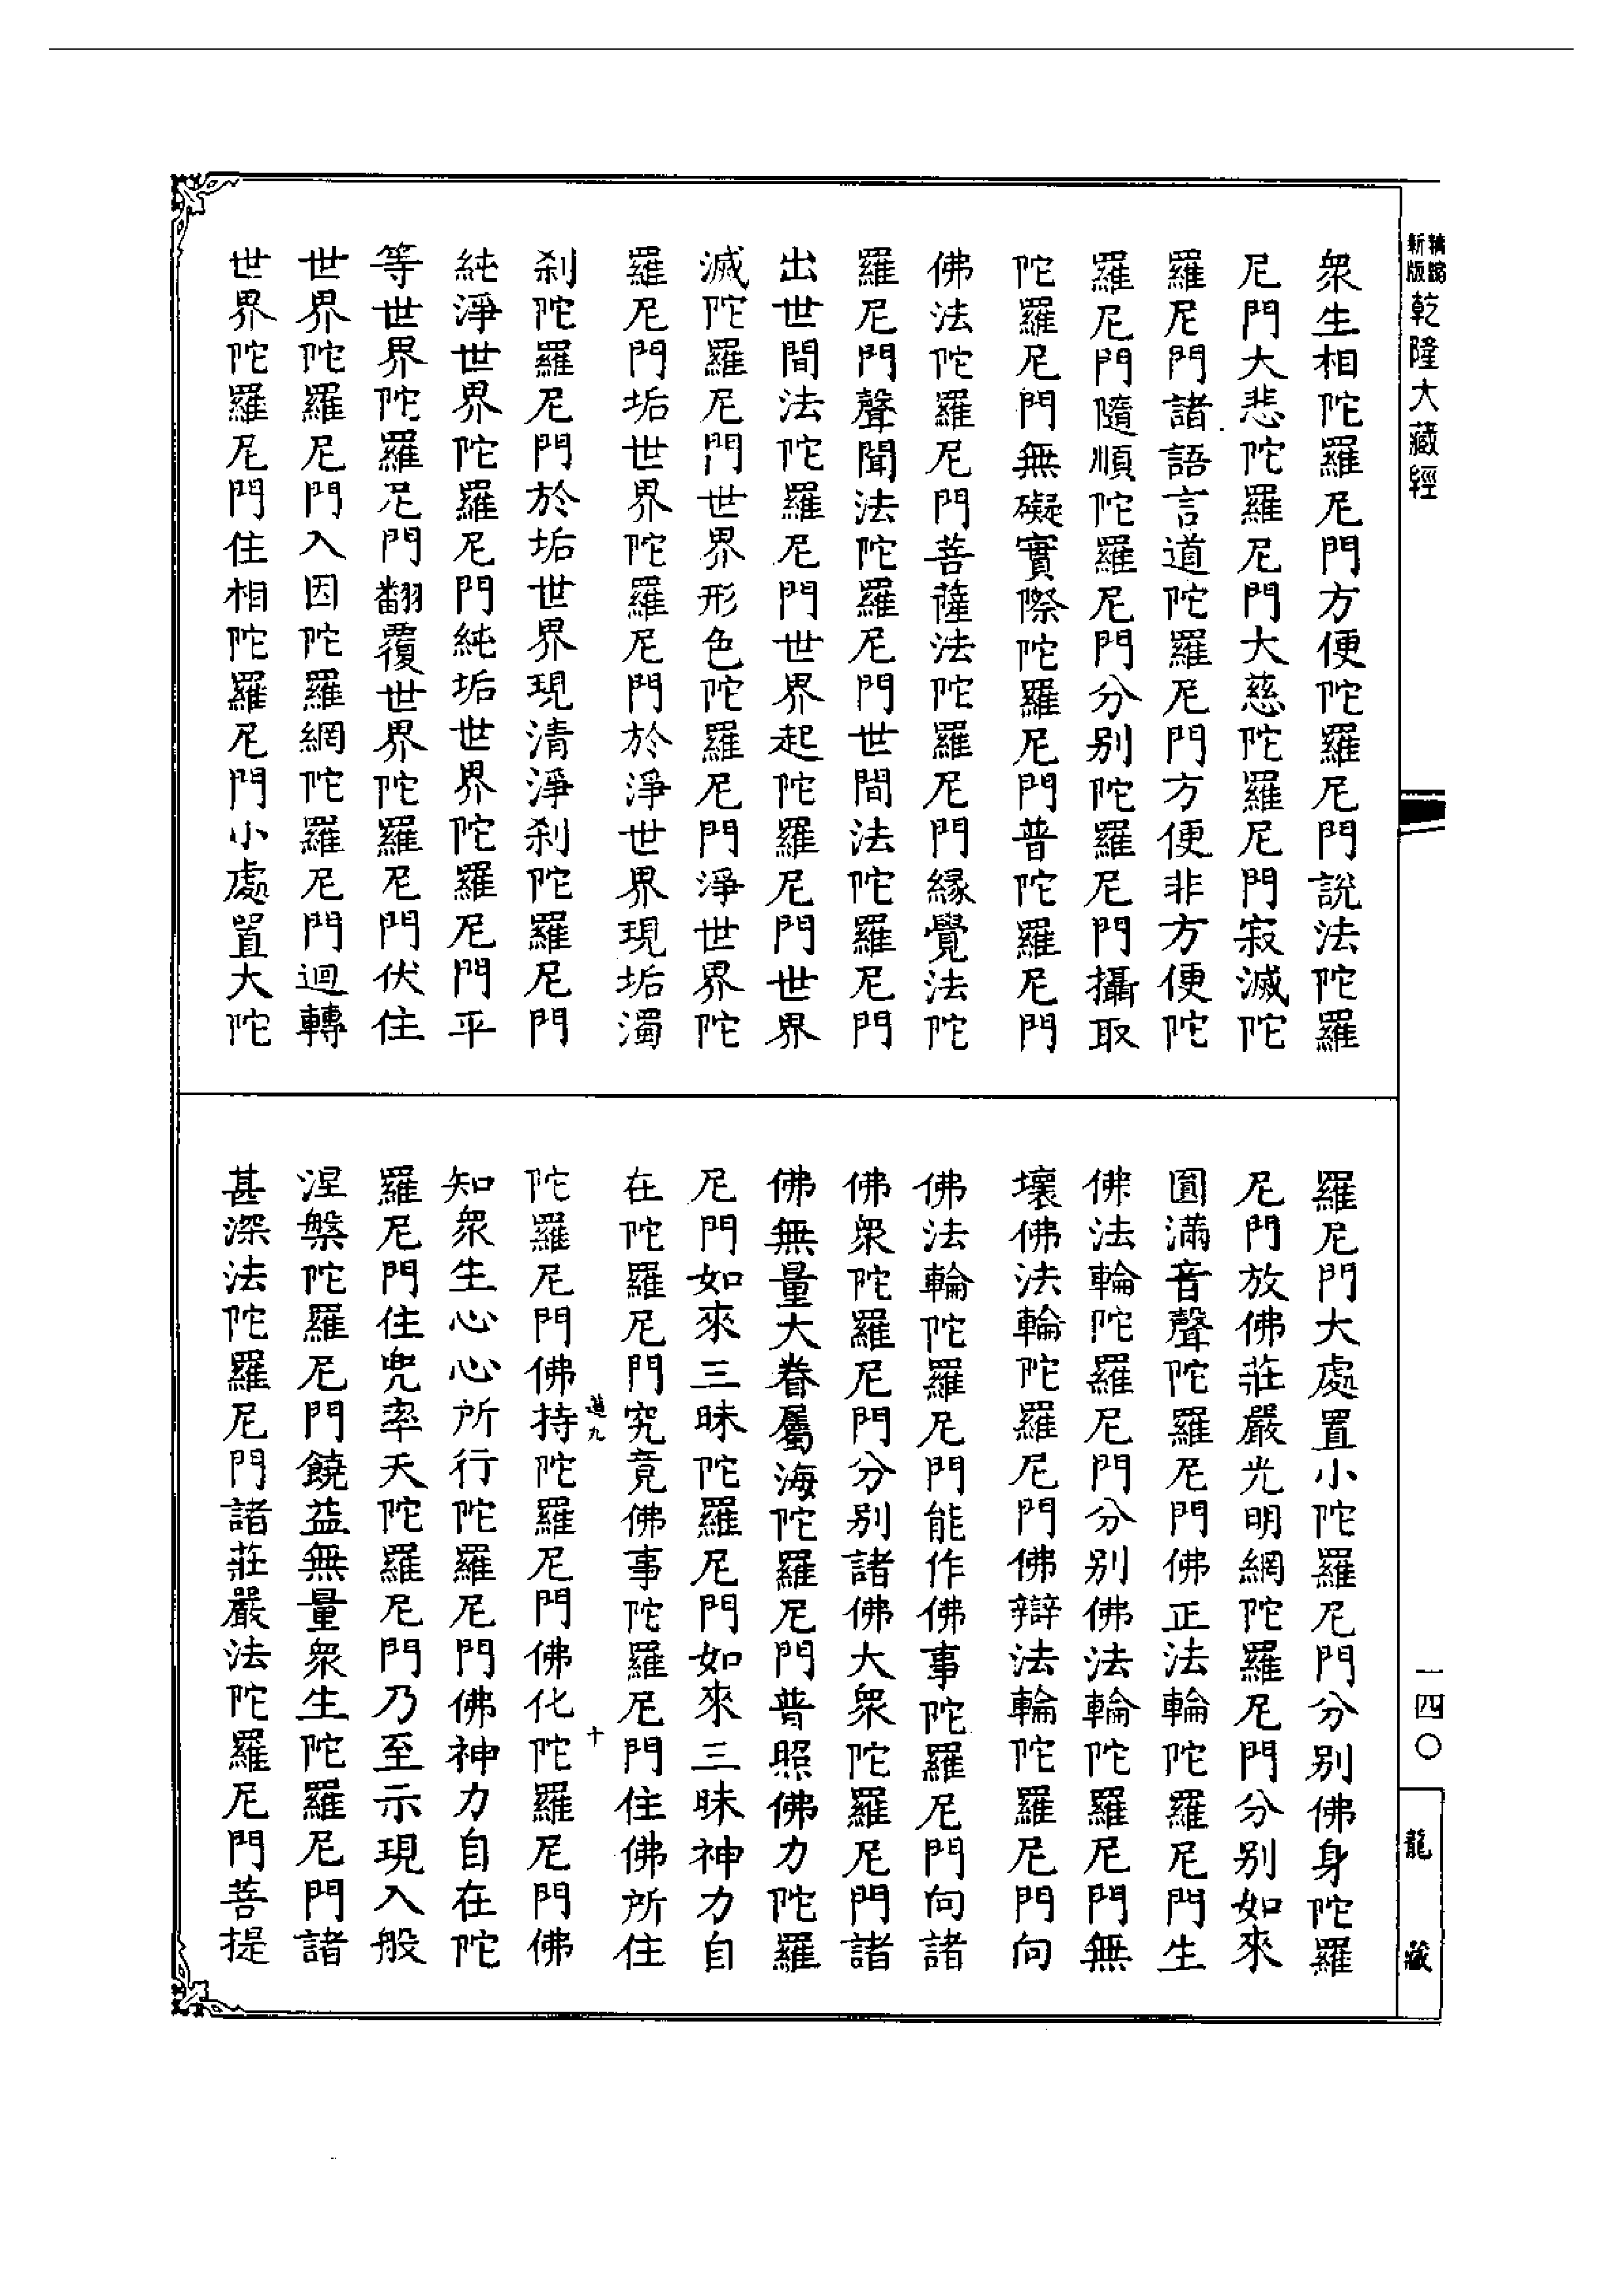 新版
精縮
乾隆大藏經
一四〇
龍藏
眾生相陀羅尼門方便陀羅尼門說法陀羅
尼門大悲陀羅尼門大慈陀羅尼門寂滅陀
羅尼門諸語言道陀羅尼門方便非方便陀
羅尼門隨順陀羅尼門分别陀羅尼門攝取
陀羅尼門無礙實際陀羅尼門普陀羅尼門
佛法陀羅尼門菩薩法陀羅尼門緣覺法陀
羅尼門聲聞法陀羅尼門世間法陀羅尼門
出世間法陀羅尼門世界起陀羅尼門世界
滅陀羅尼門世界形色陀羅尼門淨世界陀
羅尼門垢世界陀羅尼門於淨世界現垢濁
刹陀羅尼門於垢世界現清淨刹陀羅尼門
純淨世界陀羅尼門純垢世界陀羅尼門平
等世界陀羅尼門翻覆世界陀羅尼門伏住
世界陀羅尼門入因陀羅網陀羅尼門迴轉
世界陀羅尼門住相陀羅尼門小處置大陀
羅尼門大處置小陀羅尼門分别佛身陀羅
尼門放佛莊嚴光明網陀羅尼門分别如來
圓滿音聲陀羅尼門佛正法輪陀羅尼門生
佛法輪陀羅尼門分别佛法輪陀羅尼門無
壞佛法輪陀羅尼門佛辯法輪陀羅尼門向
佛法輪陀羅尼門能作佛事陀羅尼門向諸
佛眾陀羅尼門分别諸佛大眾陀羅尼門諸
佛無量大眷屬海陀羅尼門普照佛力陀羅
尼門如來三昧陀羅尼門如來三昧神力自
在陀羅尼門究竟佛事陀羅尼門住佛所住
道九
十
陀羅尼門佛持陀羅尼門佛化陀羅尼門佛
知眾生心心所行陀羅尼門佛神力自在陀
羅尼門住兜率天陀羅尼門乃至示現入般
涅槃陀羅尼門饒益無量眾生陀羅尼門諸
甚深法陀羅尼門諸莊嚴法陀羅尼門菩提